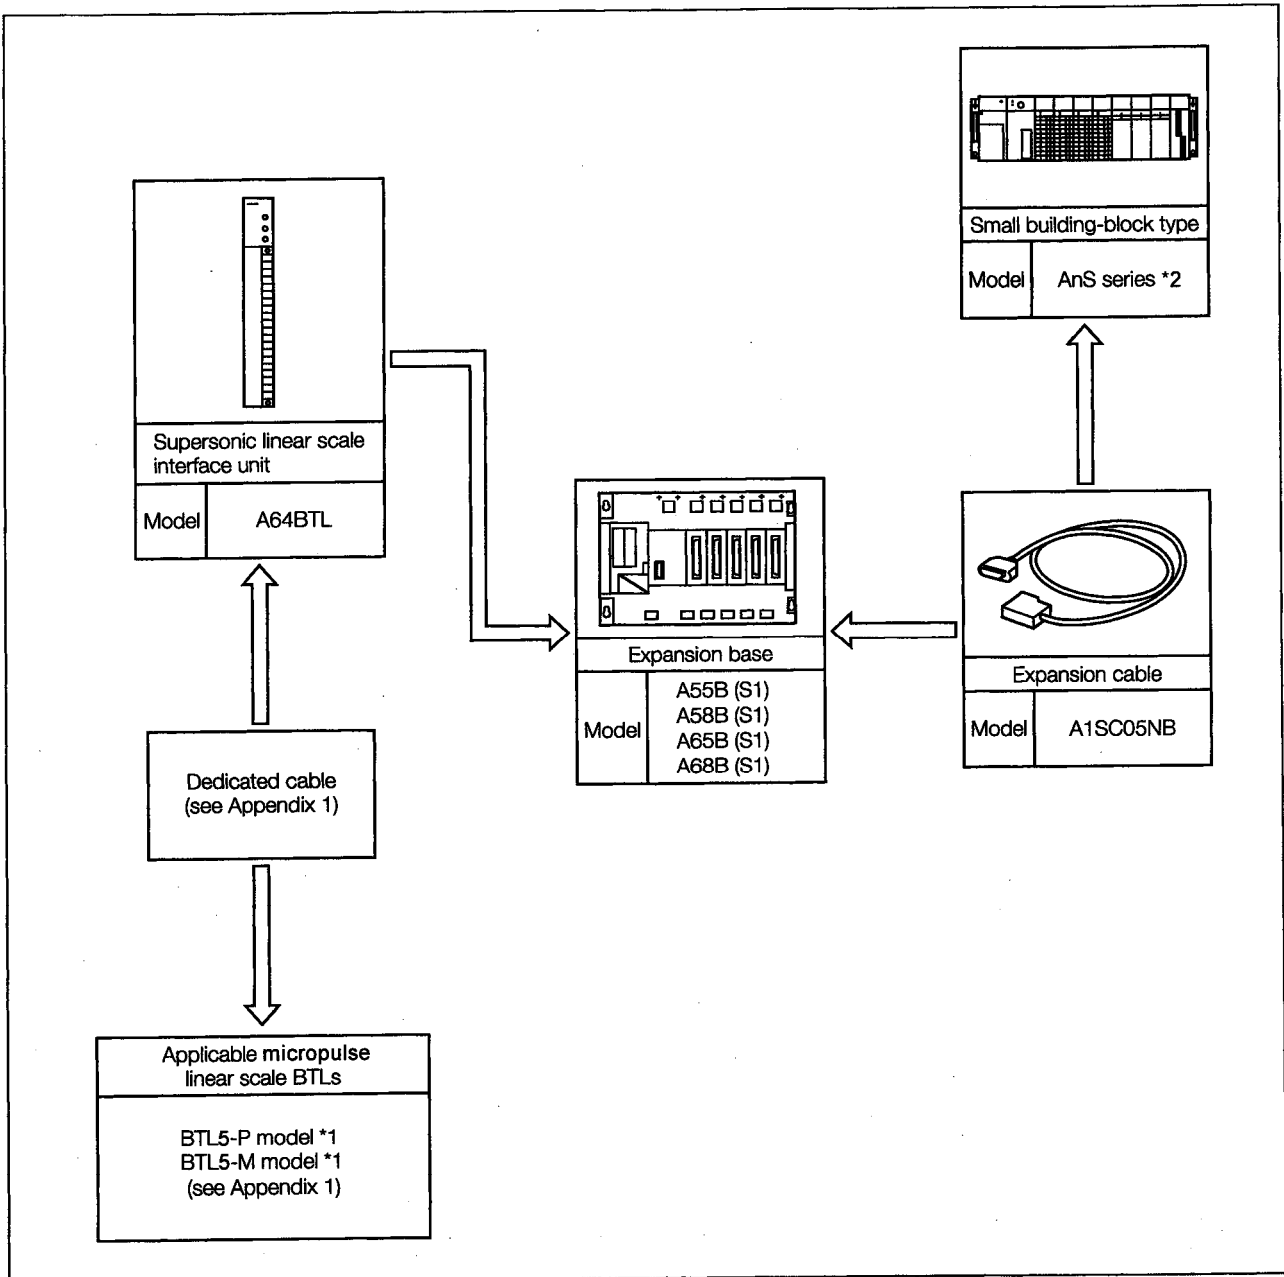 Small building-block type
Model
AnS series *2
Supersonic linear scale
interface unit
Model
A64BTL
Expansion base
Model
A55B (S1)
A58B (S1)
A65B (S1)
A68B (S1)
Expansion cable
Model
A1SC05NB
Dedicated cable
(see Appendix 1)
Applicable micropulse
linear scale BTLs
BTL5-P model *1
BTL5-M model *1
(see Appendix 1)